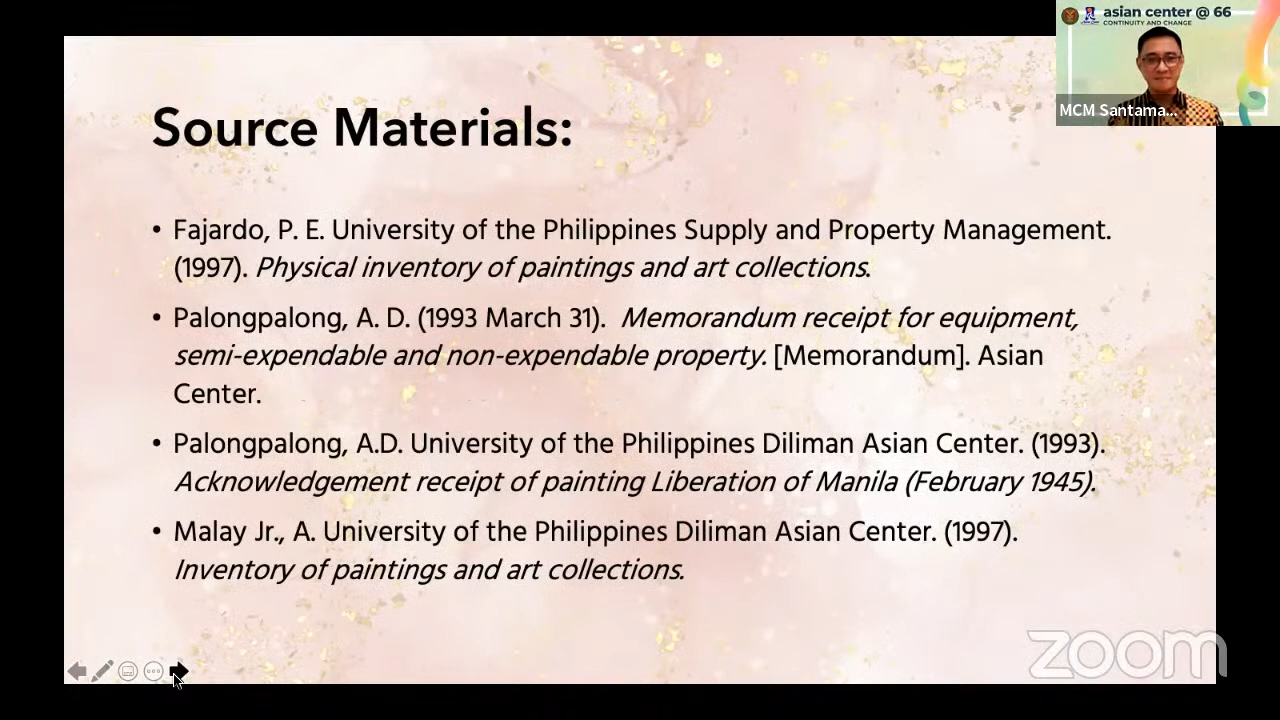 asian center @ 66
CONTINUITY AND CHANGE
MCM Santama...
Source Materials:
• Fajardo, P. E. University of the Philippines Supply and Property Management.
(1997). Physical inventory of paintings and art collections.
• Palongpalong, A. D. (1993 March 31). Memorandum receipt for equipment,
semi-expendable and non-expendable property. [Memorandum]. Asian
Center.
• Palongpalong, A.D. University of the Philippines Diliman Asian Center. (1993).
Acknowledgement receipt of painting Liberation of Manila (February 1945).
• Malay Jr., A. University of the Philippines Diliman Asian Center. (1997).
Inventory of paintings and art collections.
zoom